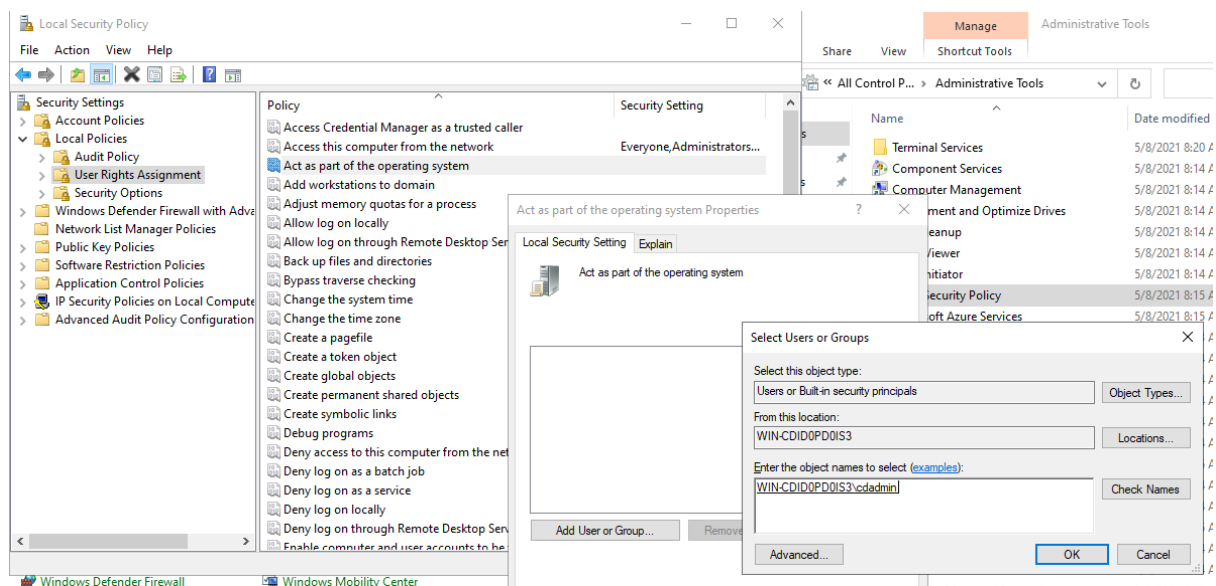 Local Security Policy
File Action View Help
Security Settings
Account Policies
Local Policies
Audit Policy
User Rights Assignment
Security Options
Windows Defender Firewall with Adva
Network List Manager Policies
Public Key Policies
Software Restriction Policies
Application Control Policies
IP Security Policies on Local Compute
Advanced Audit Policy Configuration
Policy Security Setting
Access Credential Manager as a trusted caller
Access this computer from the network Everyone,Administrators...
Act as part of the operating system
Add workstations to domain
Adjust memory quotas for a process
Allow log on locally
Allow log on through Remote Desktop Ser
Back up files and directories
Bypass traverse checking
Change the system time
Change the time zone
Create a pagefile
Create a token object
Create global objects
Create permanent shared objects
Create symbolic links
Debug programs
Deny access to this computer from the net
Deny log on as a batch job
Deny log on as a service
Deny log on locally
Deny log on through Remote Desktop Serv
Enable computer and user accounts to be
Windows Defender Firewall Windows Mobility Center
Act as part of the operating system Properties ?
Local Security Setting Explain
Act as part of the operating system
Add User or Group... Remove
Select Users or Groups
Select this object type:
Users or Built-in security principals Object Types...
From this location:
WIN-CDID0PD0IS3 Locations...
Enter the object names to select (examples):
WIN-CDID0PD0IS3\cdadmin Check Names
Advanced... OK Cancel
Manage Administrative Tools
Share View Shortcut Tools
« All Control P... > Administrative Tools
Name Date modified
Terminal Services 5/8/2021 8:20 A
Component Services 5/8/2021 8:14 A
Computer Management 5/8/2021 8:14 A
ment and Optimize Drives 5/8/2021 8:14 A
eanup 5/8/2021 8:14 A
Viewer 5/8/2021 8:14 A
nitiator 5/8/2021 8:14 A
Security Policy 5/8/2021 8:15 A
oft Azure Services 5/8/2021 8:15 A